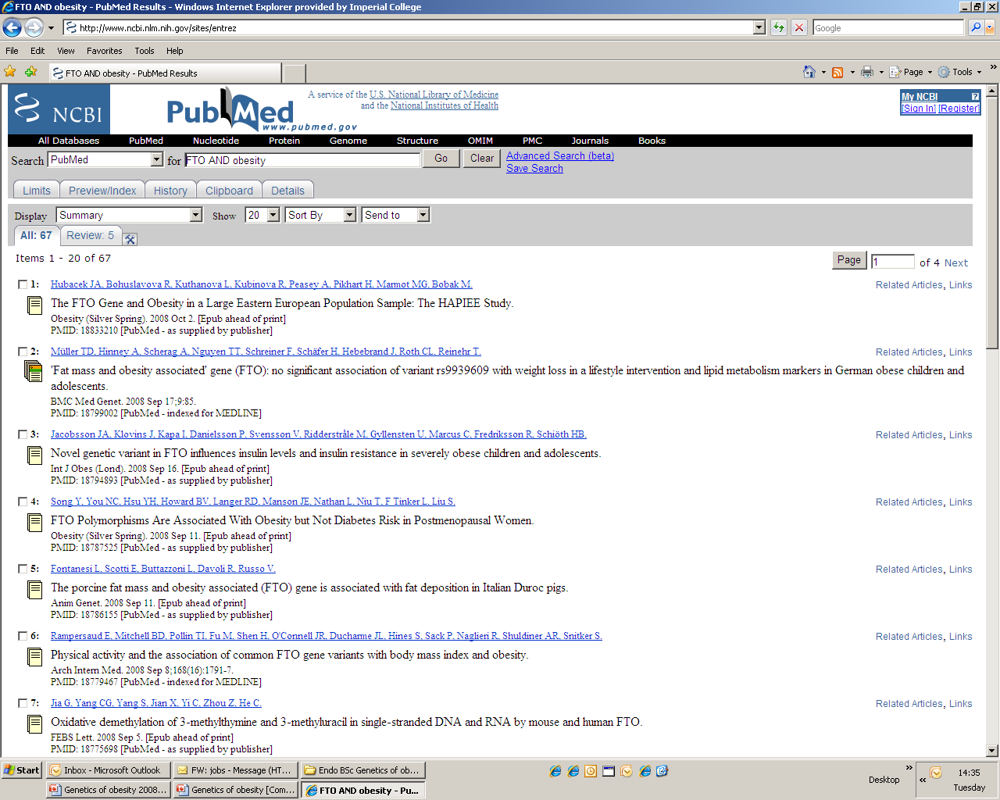 FTO AND obesity - PubMed Results - Windows Internet Explorer provided by Imperial College
http://www.ncbi.nlm.nih.gov/sites/entrez
Google
File Edit View Favorites Tools Help
FTO AND obesity - PubMed Results
Page Tools »
NCBI
PubMed
www.pubmed.gov
A service of the U.S. National Library of Medicine
and the National Institutes of Health
My NCBI ?
[Sign In] [Register]
All Databases PubMed Nucleotide Protein Genome Structure OMIM PMC Journals Books
Search PubMed for FTO AND obesity Go Clear Advanced Search (beta)
Save Search
Limits Preview/Index History Clipboard Details
Display Summary Show 20 Sort By Send to
All: 67 Review: 5
Items 1 - 20 of 67
Page 1 of 4 Next
1: Hubacek JA, Bohuslavova R, Kuthanova L, Kubinova R, Peasey A, Pikhart H, Marmot MG, Bobak M. Related Articles, Links
The FTO Gene and Obesity in a Large Eastern European Population Sample: The HAPIEE Study.
Obesity (Silver Spring). 2008 Oct 2. [Epub ahead of print]
PMID: 18833210 [PubMed - as supplied by publisher]
2: Müller TD, Hinney A, Scherag A, Nguyen TT, Schreiner F, Schäfer H, Hebebrand J, Roth CL, Reinehr T. Related Articles, Links
'Fat mass and obesity associated' gene (FTO): no significant association of variant rs9939609 with weight loss in a lifestyle intervention and lipid metabolism markers in German obese children and
adolescents.
BMC Med Genet. 2008 Sep 17;9:85.
PMID: 18799002 [PubMed - indexed for MEDLINE]
3: Jacobsson JA, Klovins J, Kapa I, Danielsson P, Svensson V, Ridderstråle M, Gyllensten U, Marcus C, Fredriksson R, Schiöth HB. Related Articles, Links
Novel genetic variant in FTO influences insulin levels and insulin resistance in severely obese children and adolescents.
Int J Obes (Lond). 2008 Sep 16. [Epub ahead of print]
PMID: 18794893 [PubMed - as supplied by publisher]
4: Song Y, You NC, Hsu YH, Howard BV, Langer RD, Manson JE, Nathan L, Niu T, F Tinker L, Liu S. Related Articles, Links
FTO Polymorphisms Are Associated With Obesity but Not Diabetes Risk in Postmenopausal Women.
Obesity (Silver Spring). 2008 Sep 11. [Epub ahead of print]
PMID: 18787525 [PubMed - as supplied by publisher]
5: Fontanesi L, Scotti E, Buttazzoni L, Davoli R, Russo V. Related Articles, Links
The porcine fat mass and obesity associated (FTO) gene is associated with fat deposition in Italian Duroc pigs.
Anim Genet. 2008 Sep 11. [Epub ahead of print]
PMID: 18786155 [PubMed - as supplied by publisher]
6: Rampersaud E, Mitchell BD, Pollin TI, Fu M, Shen H, O'Connell JR, Ducharme JL, Hines S, Sack P, Naglieri R, Shuldiner AR, Snitker S. Related Articles, Links
Physical activity and the association of common FTO gene variants with body mass index and obesity.
Arch Intern Med. 2008 Sep 8;168(16):1791-7.
PMID: 18779467 [PubMed - indexed for MEDLINE]
7: Jia G, Yang CG, Yang S, Jian X, Yi C, Zhou Z, He C. Related Articles, Links
Oxidative demethylation of 3-methylthymine and 3-methyluracil in single-stranded DNA and RNA by mouse and human FTO.
FEBS Lett. 2008 Sep 5. [Epub ahead of print]
PMID: 18775698 [PubMed - as supplied by publisher]
Start Inbox - Microsoft Outlook FW: jobs - Message (HT... Endo BSc Genetics of ob... 14:35
Genetics of obesity 2008... Genetics of obesity [Com... FTO AND obesity - Pu... Desktop » « Tuesday